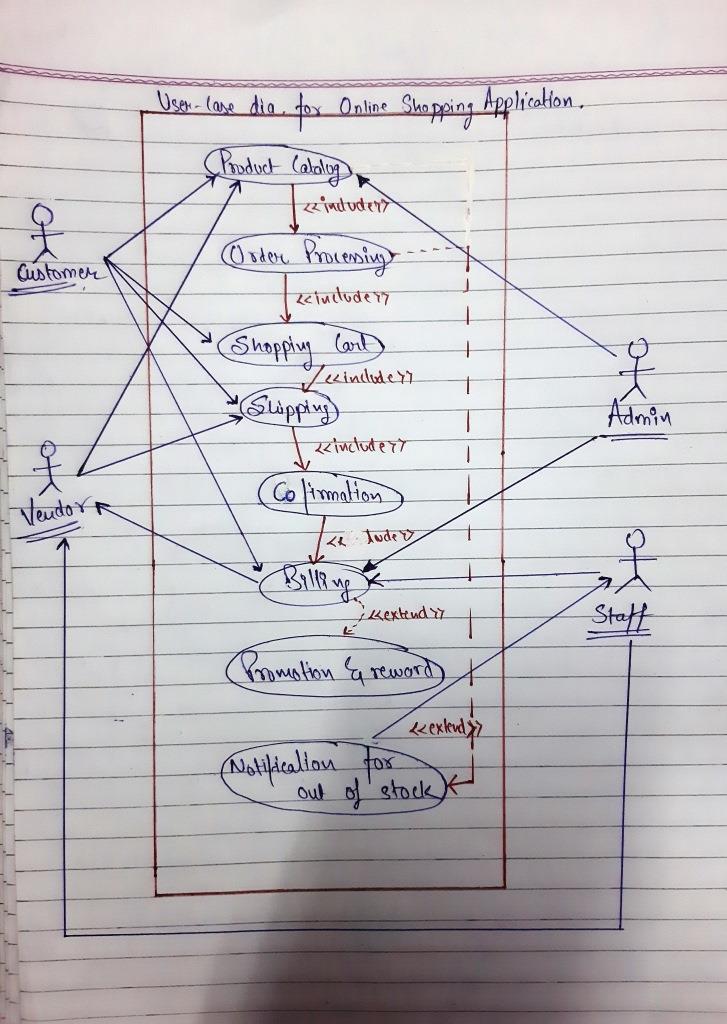 User-Case dia. for Online Shopping Application.
Product Catalog
<<include>>
Customer
Order Processing
<<include>>
Shopping Cart
<<include>>
Shipping
Admin
<<include>>
Cofirmation
Vendor
<< lude>>
Billing
<<extend>>
Staff
Promotion & reward
<<extend>>
Notification for
out of stock